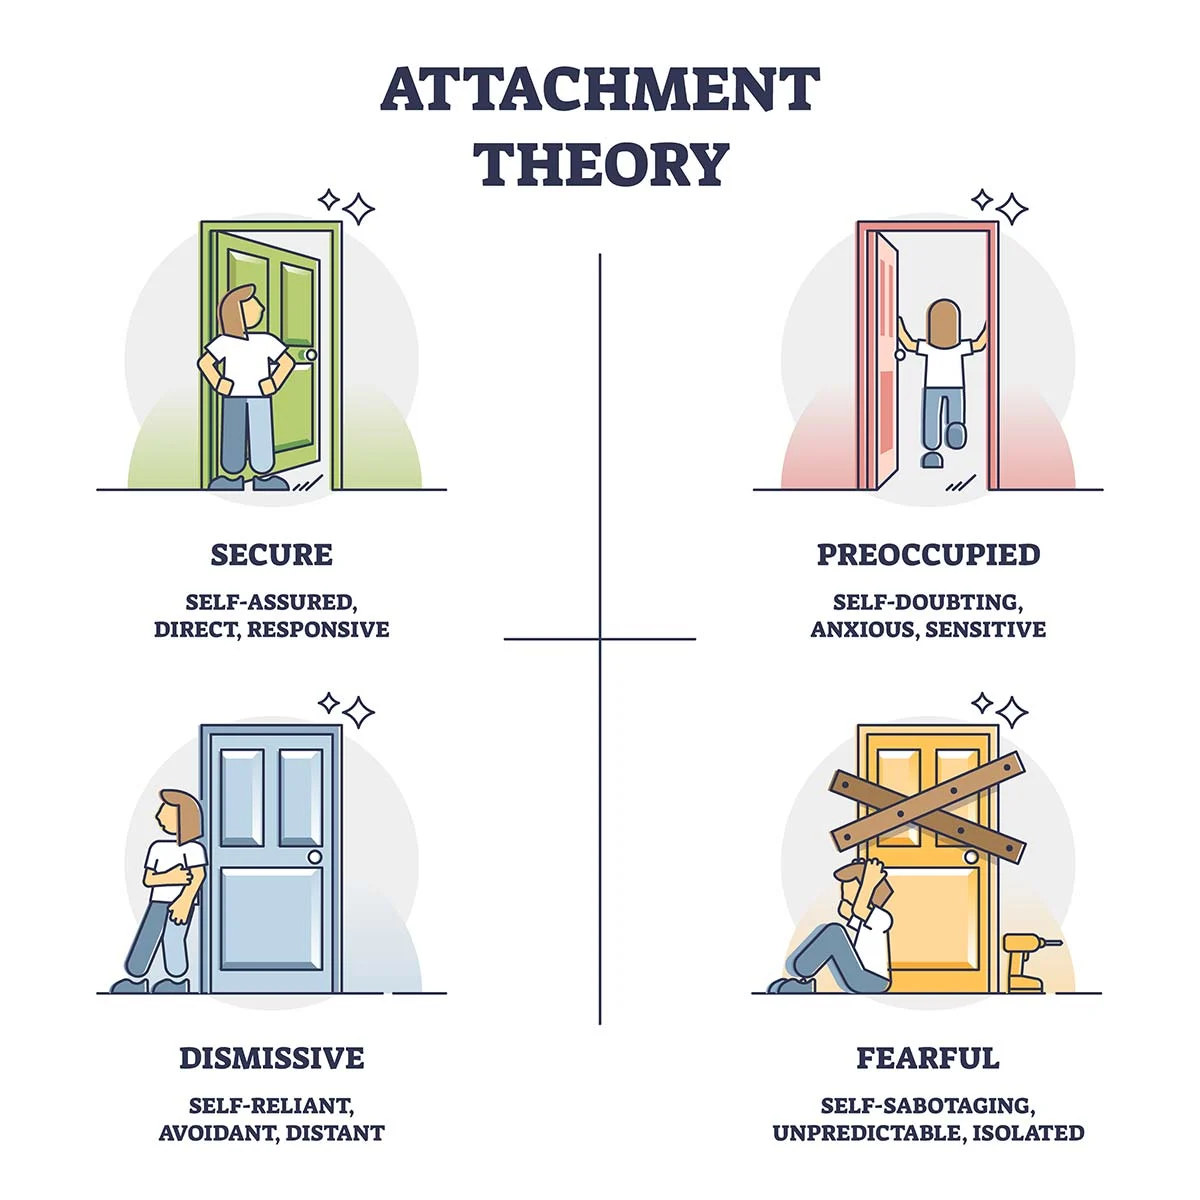 ATTACHMENT
THEORY
SECURE
SELF-ASSURED,
DIRECT, RESPONSIVE
PREOCCUPIED
SELF-DOUBTING,
ANXIOUS, SENSITIVE
DISMISSIVE
SELF-RELIANT,
AVOIDANT, DISTANT
FEARFUL
SELF-SABOTAGING,
UNPREDICTABLE, ISOLATED